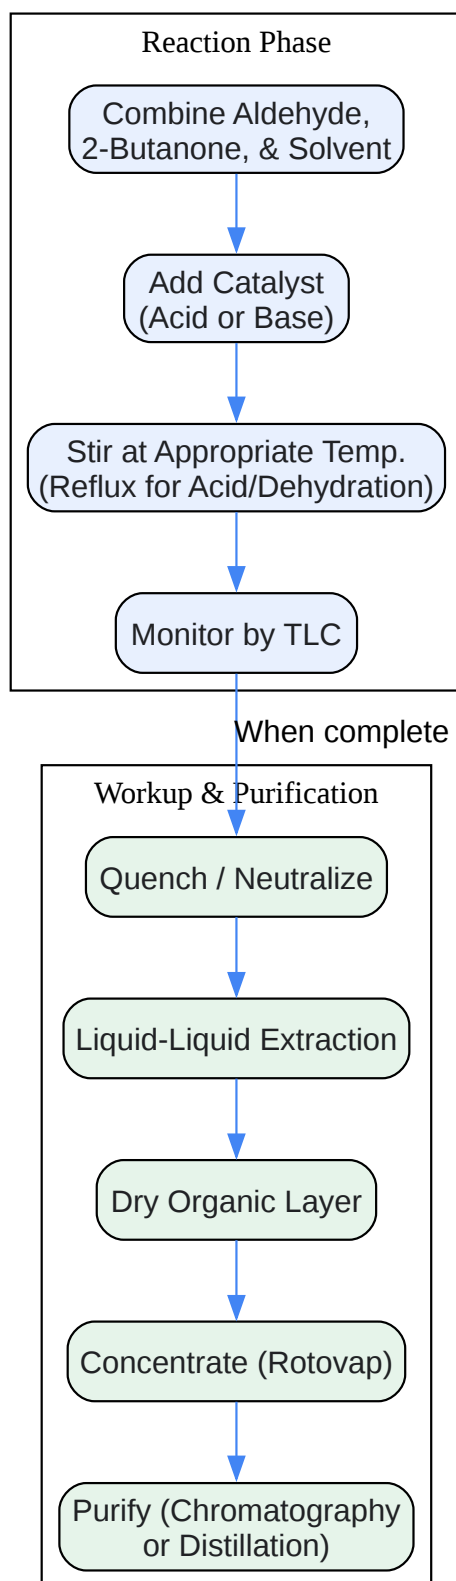 Reaction Phase
Combine Aldehyde,
2-Butanone, & Solvent
Add Catalyst
(Acid or Base)
Stir at Appropriate Temp.
(Reflux for Acid/Dehydration)
Monitor by TLC
When complete
Workup & Purification
Quench / Neutralize
Liquid-Liquid Extraction
Dry Organic Layer
Concentrate (Rotovap)
Purify (Chromatography
or Distillation)